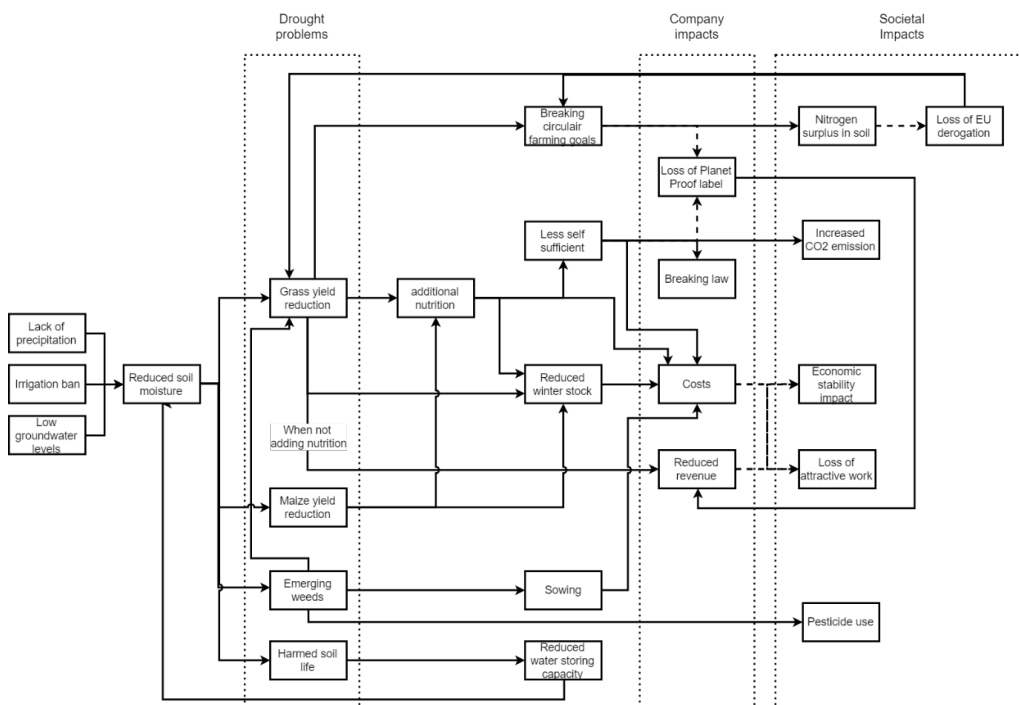 Drought
problems
Company
impacts
Societal
Impacts
Breaking
circulair
farming goals
Nitrogen
surplus in soil
Loss of EU
derogation
Loss of Planet
Proof label
Less self
sufficient
Increased
CO2 emission
Breaking law
Grass yield
reduction
additional
nutrition
Lack of
precipitation
Irrigation ban
Low
groundwater
levels
Reduced soil
moisture
Reduced
winter stock
Costs
Economic
stability
impact
When not
adding nutrition
Reduced
revenue
Loss of
attractive work
Maize yield
reduction
Emerging
weeds
Sowing
Pesticide use
Harmed soil
life
Reduced
water storing
capacity